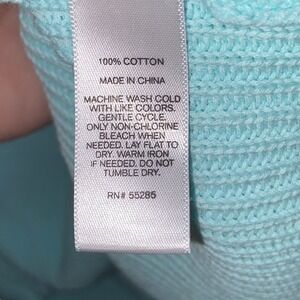 100% COTTON
MADE IN CHINA
MACHINE WASH COLD
WITH LIKE COLORS.
GENTLE CYCLE.
ONLY NON-CHLORINE
BLEACH WHEN
NEEDED. LAY FLAT TO
DRY. WARM IRON
IF NEEDED. DO NOT
TUMBLE DRY.
RN# 55285